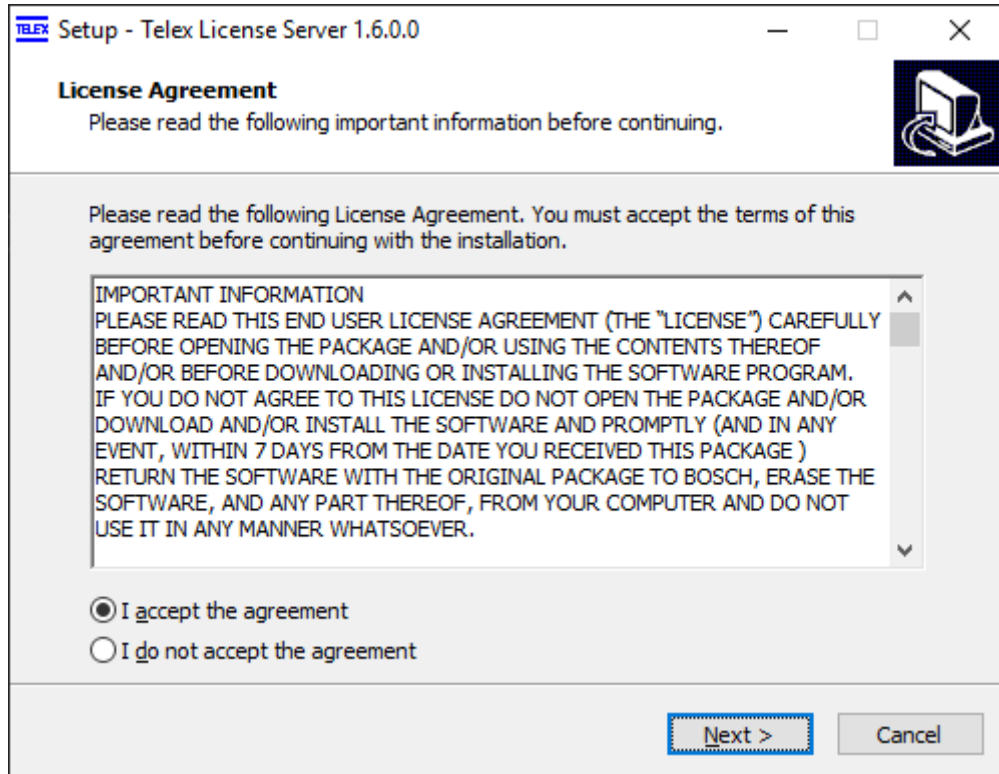 TELEX Setup - Telex License Server 1.6.0.0
License Agreement
Please read the following important information before continuing.
Please read the following License Agreement. You must accept the terms of this
agreement before continuing with the installation.
IMPORTANT INFORMATION
PLEASE READ THIS END USER LICENSE AGREEMENT (THE “LICENSE”) CAREFULLY
BEFORE OPENING THE PACKAGE AND/OR USING THE CONTENTS THEREOF
AND/OR BEFORE DOWNLOADING OR INSTALLING THE SOFTWARE PROGRAM.
IF YOU DO NOT AGREE TO THIS LICENSE DO NOT OPEN THE PACKAGE AND/OR
DOWNLOAD AND/OR INSTALL THE SOFTWARE AND PROMPTLY (AND IN ANY
EVENT, WITHIN 7 DAYS FROM THE DATE YOU RECEIVED THIS PACKAGE )
RETURN THE SOFTWARE WITH THE ORIGINAL PACKAGE TO BOSCH, ERASE THE
SOFTWARE, AND ANY PART THEREOF, FROM YOUR COMPUTER AND DO NOT
USE IT IN ANY MANNER WHATSOEVER.
I accept the agreement
I do not accept the agreement
Next >
Cancel